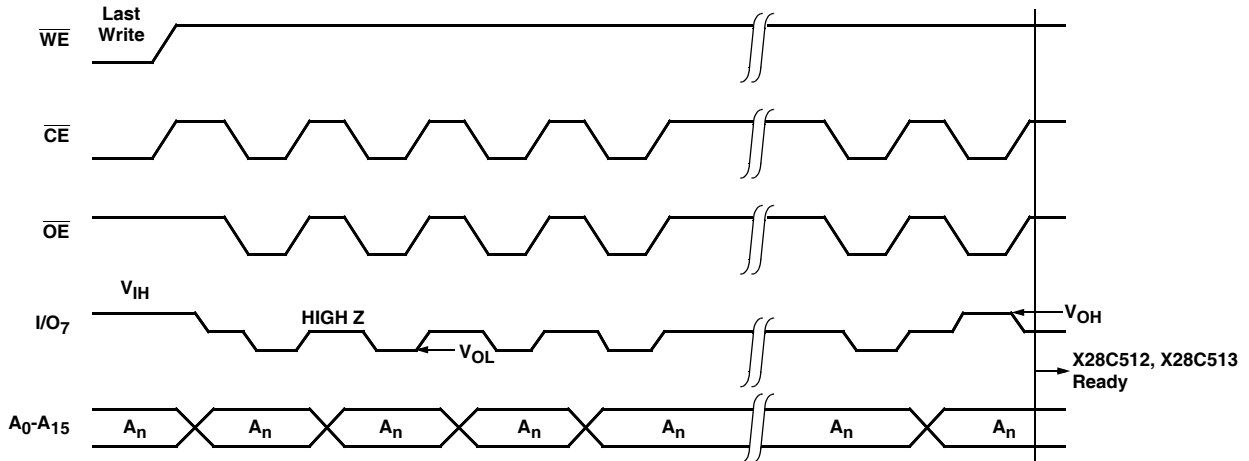 Last
Write
WE
CE
OE
VIH
I/O7
HIGH Z
VOL
VOH
X28C512, X28C513
Ready
A0-A15
An An An An An An An